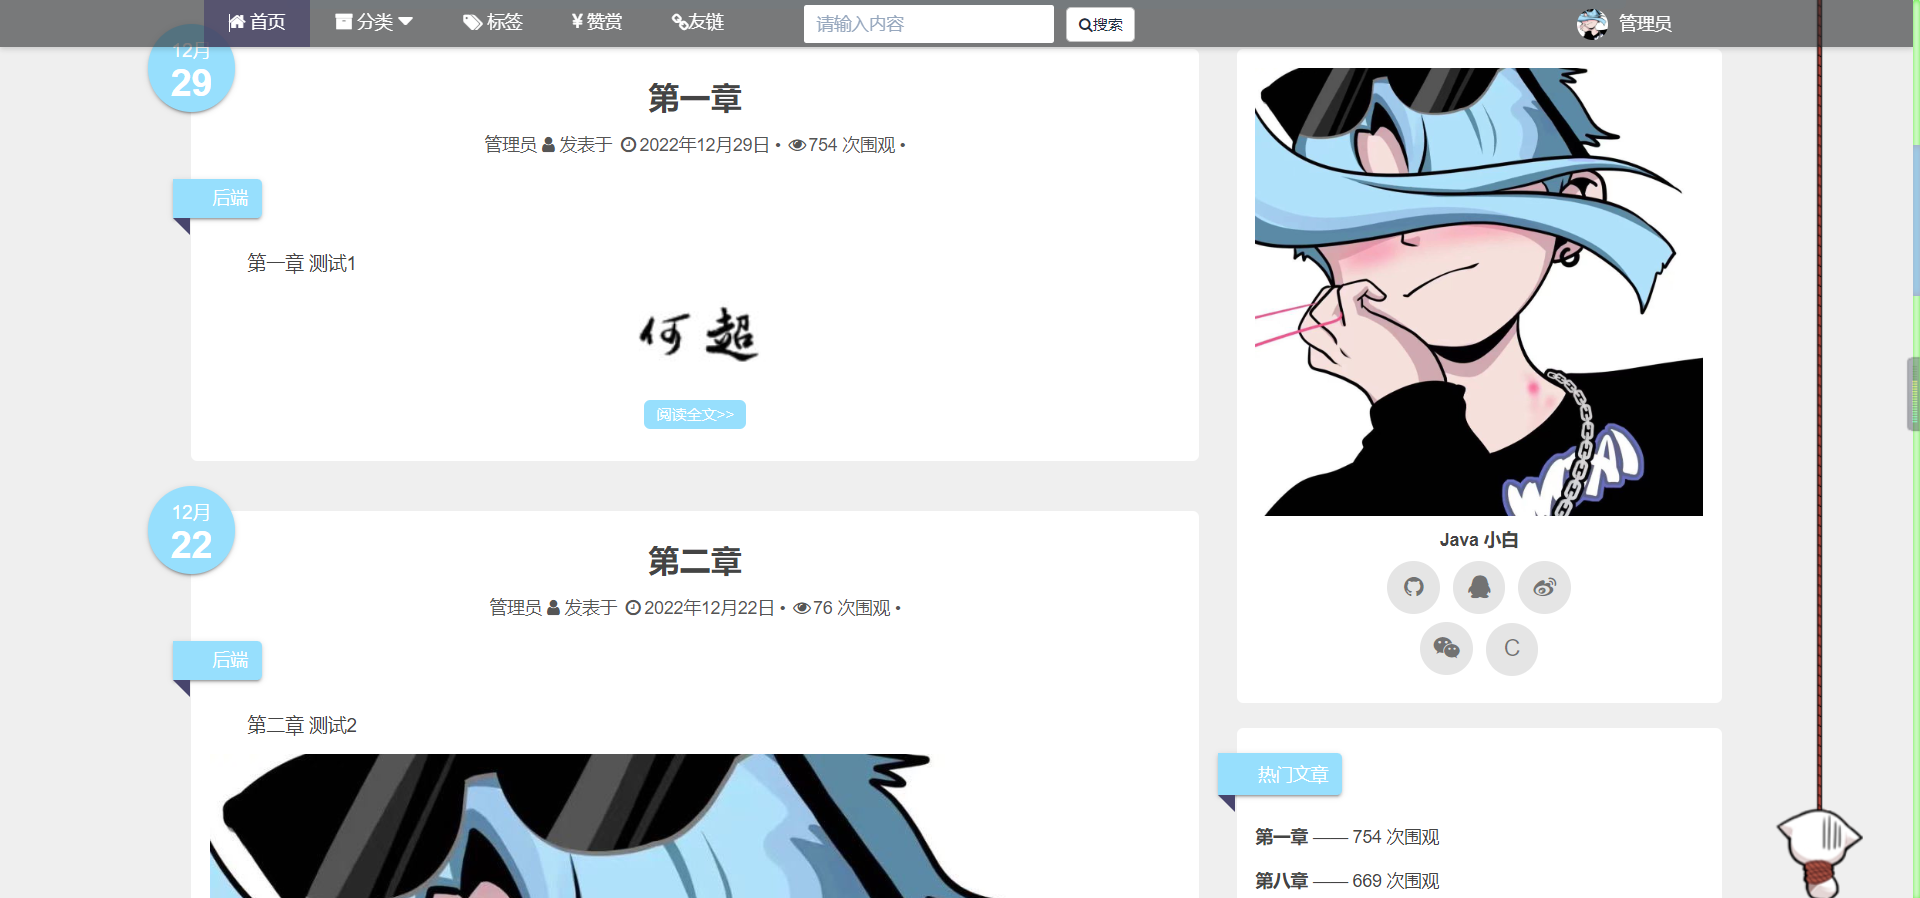 首页 分类 标签 ¥赞赏 友链 请输入内容 搜索 管理员
12月
29
第一章
管理员 发表于 2022年12月29日 • 754 次围观 •
后端
第一章 测试1
何超
阅读全文>>
12月
22
第二章
管理员 发表于 2022年12月22日 • 76 次围观 •
后端
第二章 测试2
Java 小白
C
热门文章
第一章 —— 754 次围观
第八章 —— 669 次围观